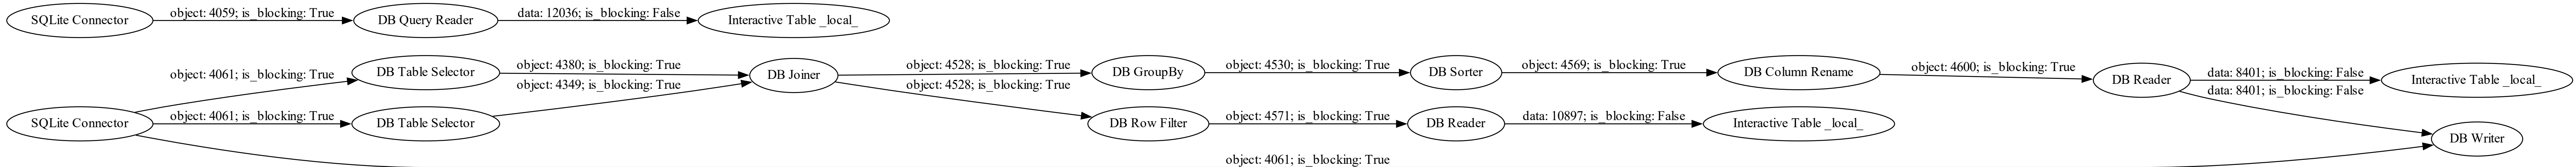 SQLite Connector
object: 4059; is_blocking: True
DB Query Reader
data: 12036; is_blocking: False
Interactive Table _local_
SQLite Connector
object: 4061; is_blocking: True
DB Table Selector
object: 4380; is_blocking: True
object: 4061; is_blocking: True
DB Table Selector
object: 4349; is_blocking: True
DB Joiner
object: 4528; is_blocking: True
DB GroupBy
object: 4530; is_blocking: True
DB Sorter
object: 4569; is_blocking: True
DB Column Rename
object: 4600; is_blocking: True
DB Reader
data: 8401; is_blocking: False
Interactive Table _local_
data: 8401; is_blocking: False
object: 4528; is_blocking: True
DB Row Filter
object: 4571; is_blocking: True
DB Reader
data: 10897; is_blocking: False
Interactive Table _local_
DB Writer
object: 4061; is_blocking: True